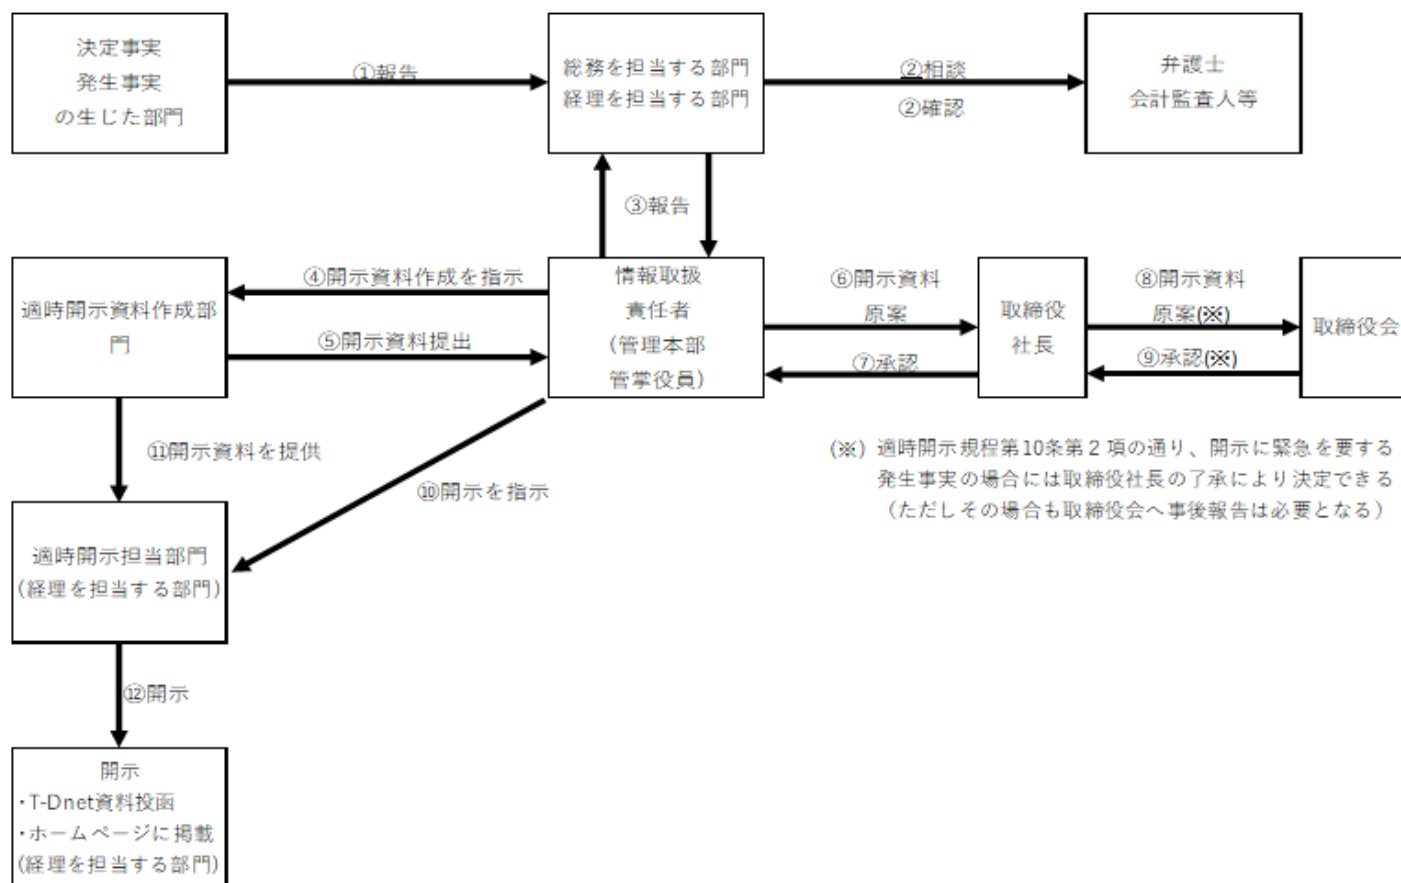 決定事実
発生事実
の生じた部門
①報告
総務を担当する部門
経理を担当する部門
②相談
②確認
弁護士
会計監査人等
③報告
適時開示資料作成部
門
④開示資料作成を指示
⑤開示資料提出
情報取扱
責任者
（管理本部
管掌役員）
⑥開示資料
原案
⑦承認
取締役
社長
⑧開示資料
原案(※)
⑨承認(※)
取締役会
⑪開示資料を提供
⑩開示を指示
(※) 適時開示規程第10条第２項の通り、開示に緊急を要する
発生事実の場合には取締役社長の了承により決定できる
（ただしその場合も取締役会へ事後報告は必要となる）
適時開示担当部門
(経理を担当する部門)
⑫開示
開示
・T-Dnet資料投函
・ホームページに掲載
(経理を担当する部門)